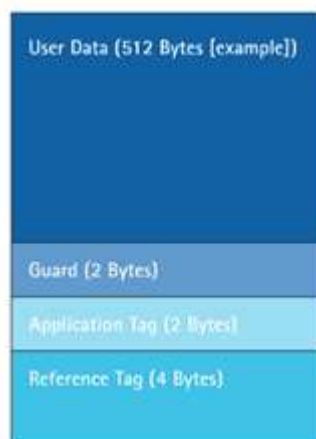 User Data (512 Bytes [example])
Guard (2 Bytes)
Application Tag (2 Bytes)
Reference Tag (4 Bytes)